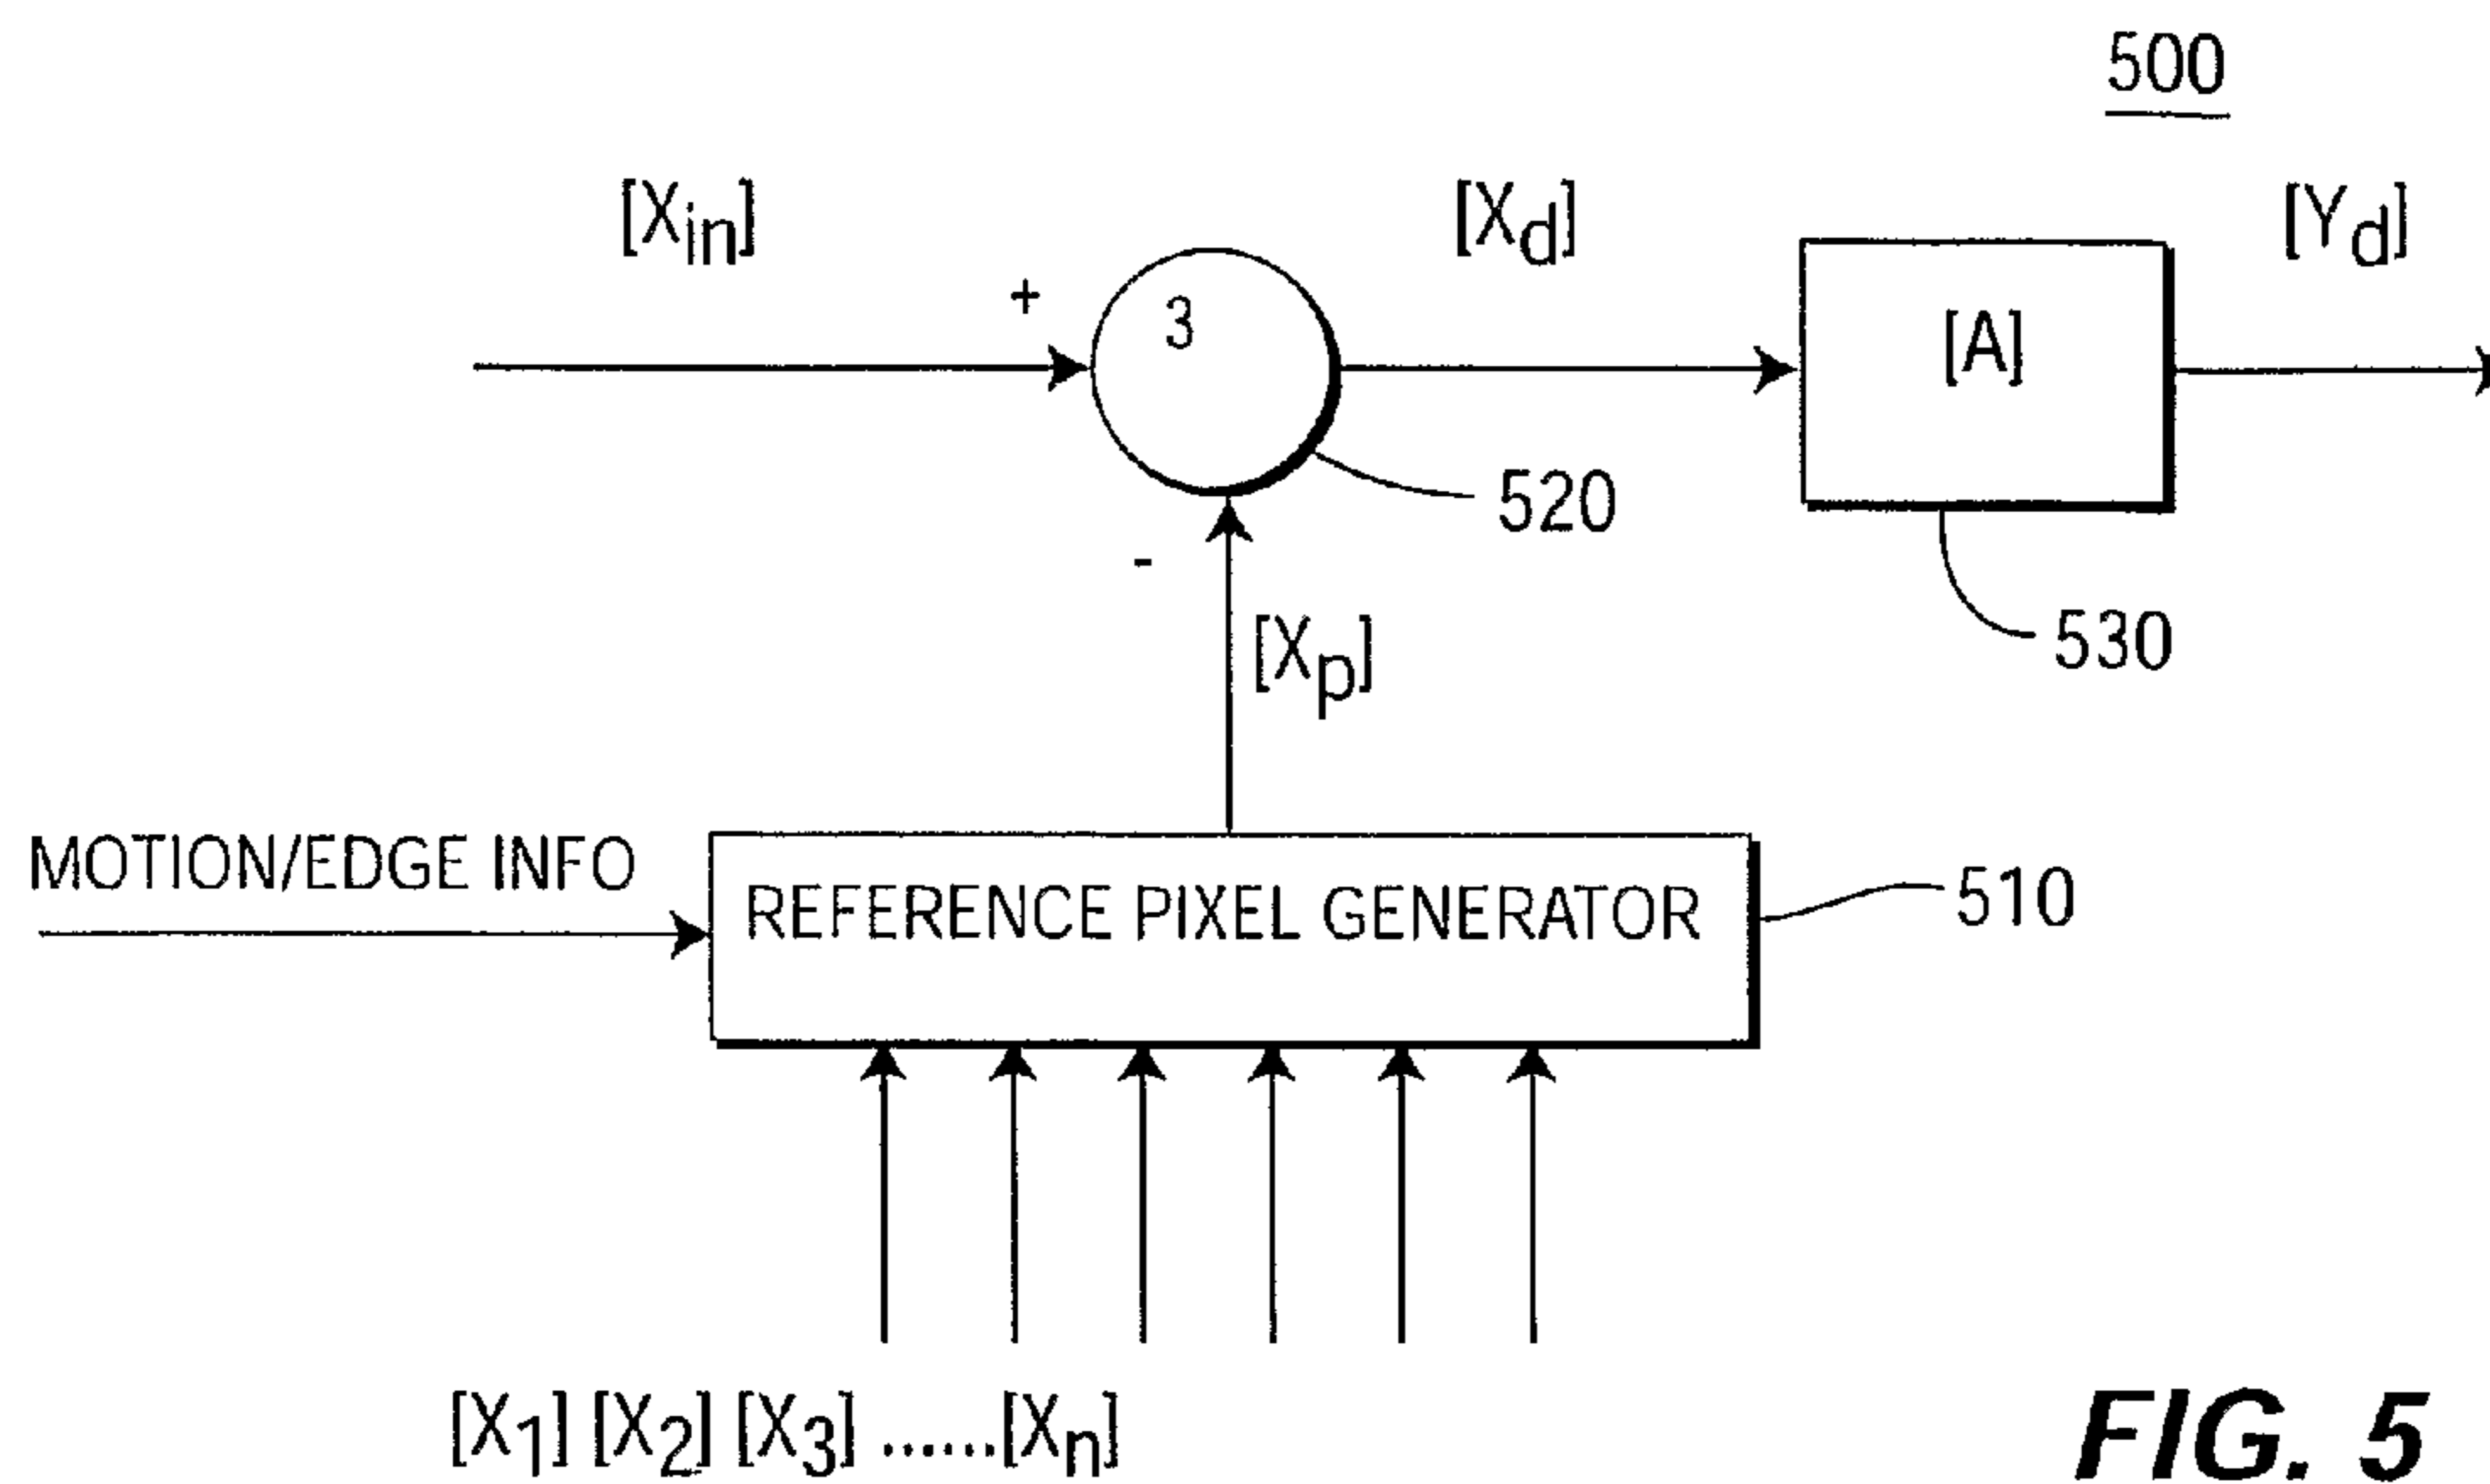 500
[Xin]
[Xd]
[Yd]
+
3
[A]
520
-
530
[Xp]
MOTION/EDGE INFO
REFERENCE PIXEL GENERATOR
510
[X1] [X2] [X3] ......[Xn]
FIG. 5